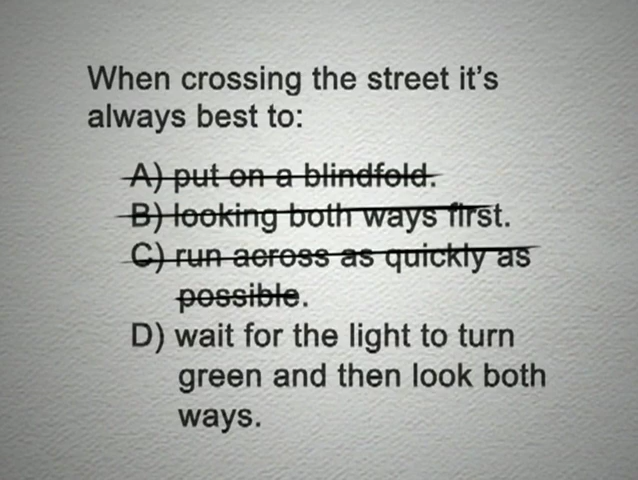 When crossing the street it's
always best to:
A) put on a blindfold.
B) looking both ways first.
C) run across as quickly as
possible.
D) wait for the light to turn
green and then look both
ways.